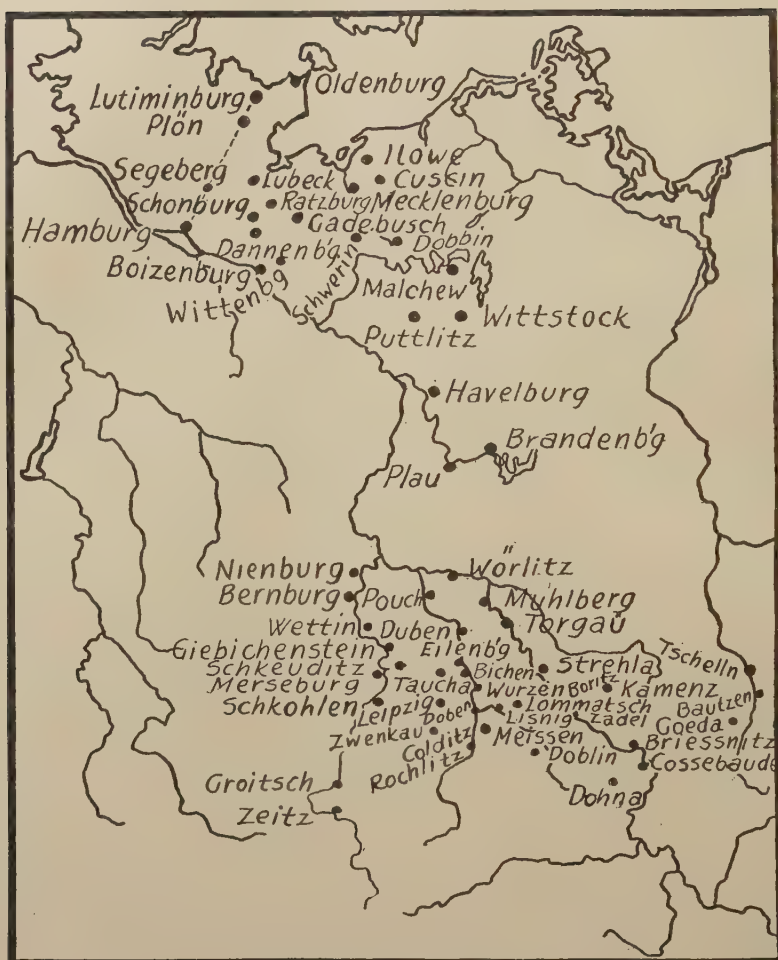 Oldenburg
Lutiminburg
Plön
Ilowe
Segeberg
Lübeck
Cussin
Schonburg
Ratzburg
Mecklenburg
Hamburg
Gadebusch
Dannenb'g
Dobbin
Boizenburg
Wittenbg
Schwerin
Malchew
Puttlitz
Wittstock
Havelburg
Brandenb'g
Plau
Nienburg
Wörlitz
Bernburg
Pouch
Muhlberg
Wettin
Duben
Torgaŭ
Giebichenstein
Eilenb'g
Schkeuditz
Bichen
Strehla
Tschelln
Merseburg
Taucha
Wurzen
Boritz
Kamenz
Bautzen
Schkohlen
Leipzig
Doben
Lommatsch
Lisnig
Zadel
Goeda
Zwenkau
Colditz
Meissen
Briessnitz
Rochlitz
Doblin
Cossebaude
Groitsch
Dohna
Zeitz